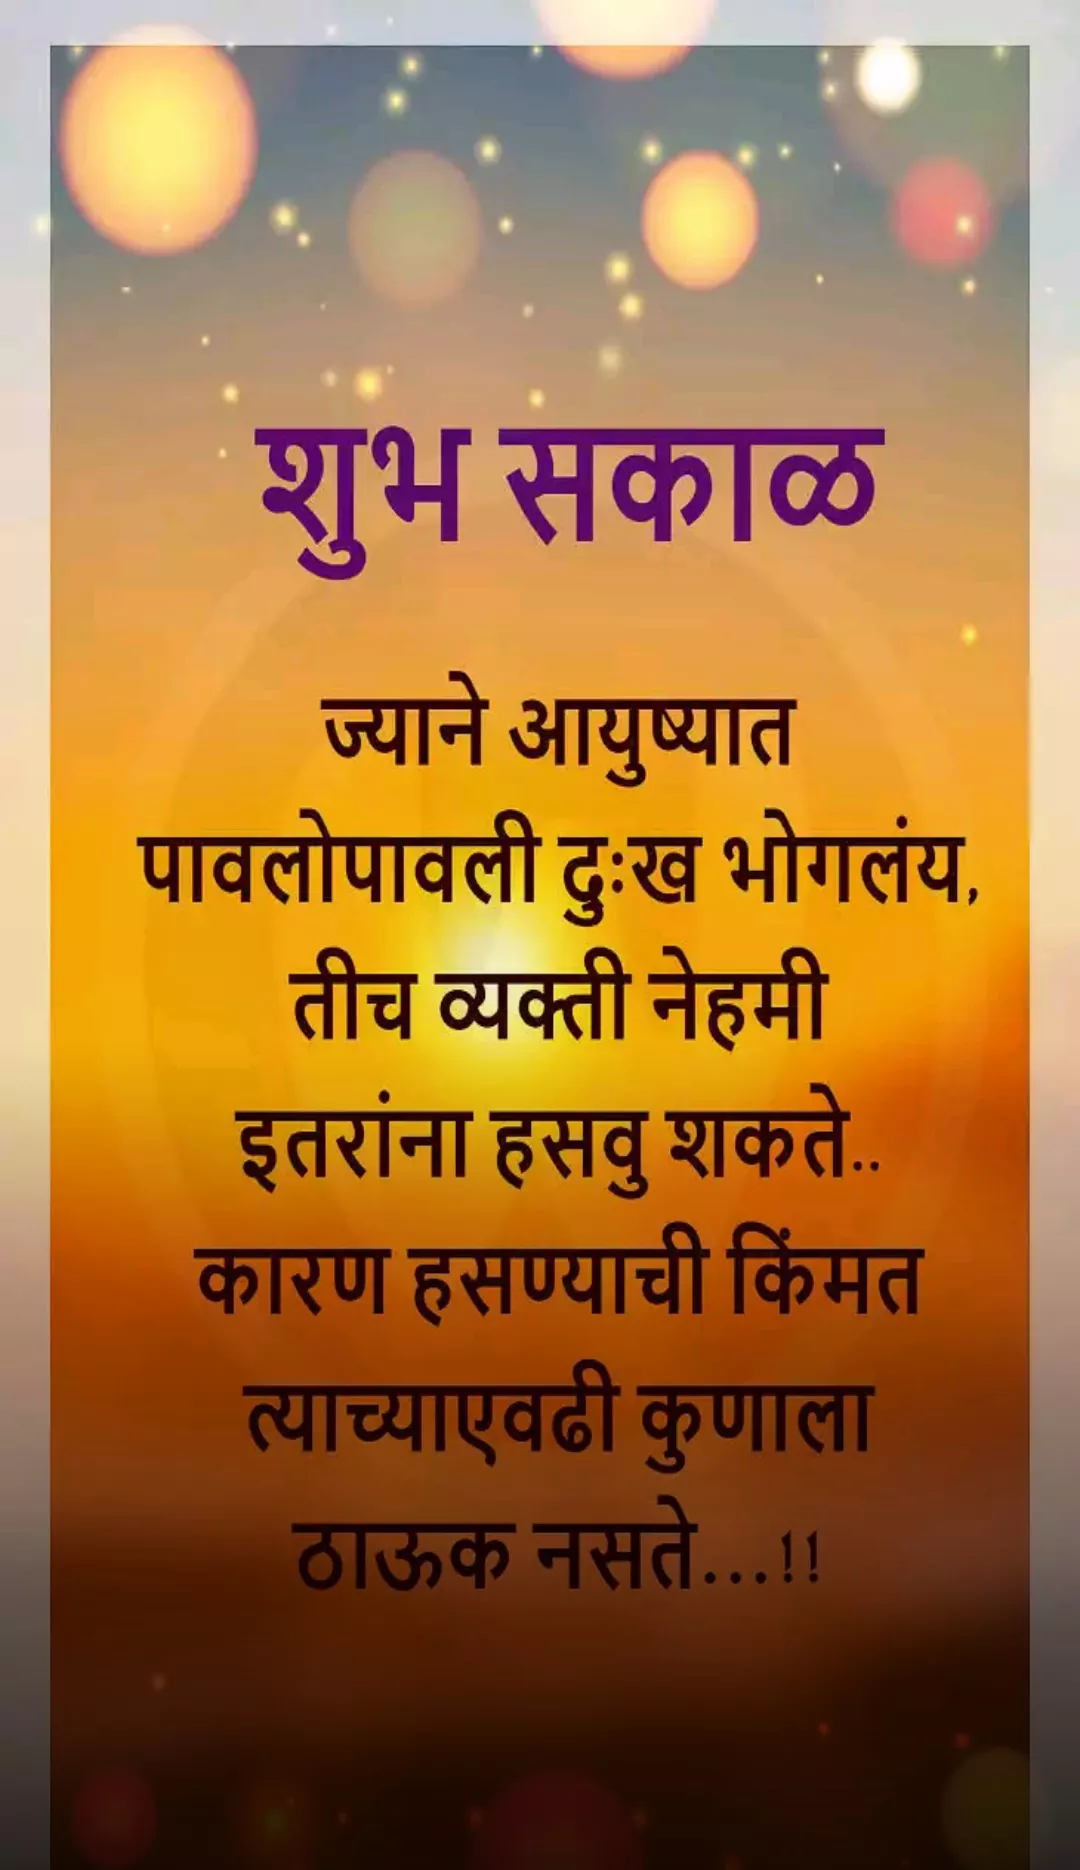 शुभ सकाळ
ज्याने आयुष्यात
पावलोपावली दुःख भोगलंय,
तीच व्यक्ती नेहमी
इतरांना हसवु शकते..
कारण हसण्याची किंमत
त्याच्याएवढी कुणाला
ठाऊक नसते...!!